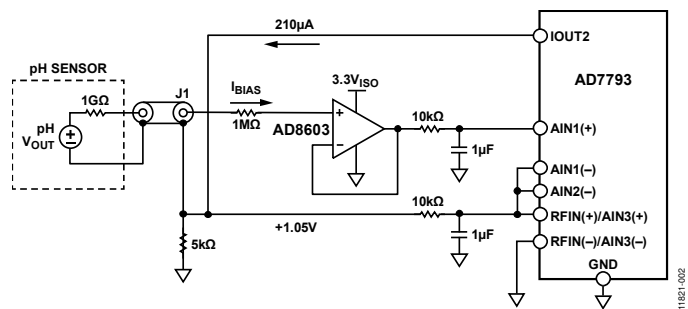 210µA
IOUT2
AD7793
pH SENSOR
1GΩ
pH
VOUT
J1
IBIAS
1MΩ
3.3VISO
+
–
AD8603
10kΩ
1µF
AIN1(+)
AIN1(–)
AIN2(–)
10kΩ
RFIN(+)/AIN3(+)
+1.05V
5kΩ
1µF
RFIN(–)/AIN3(–)
GND
11821-002